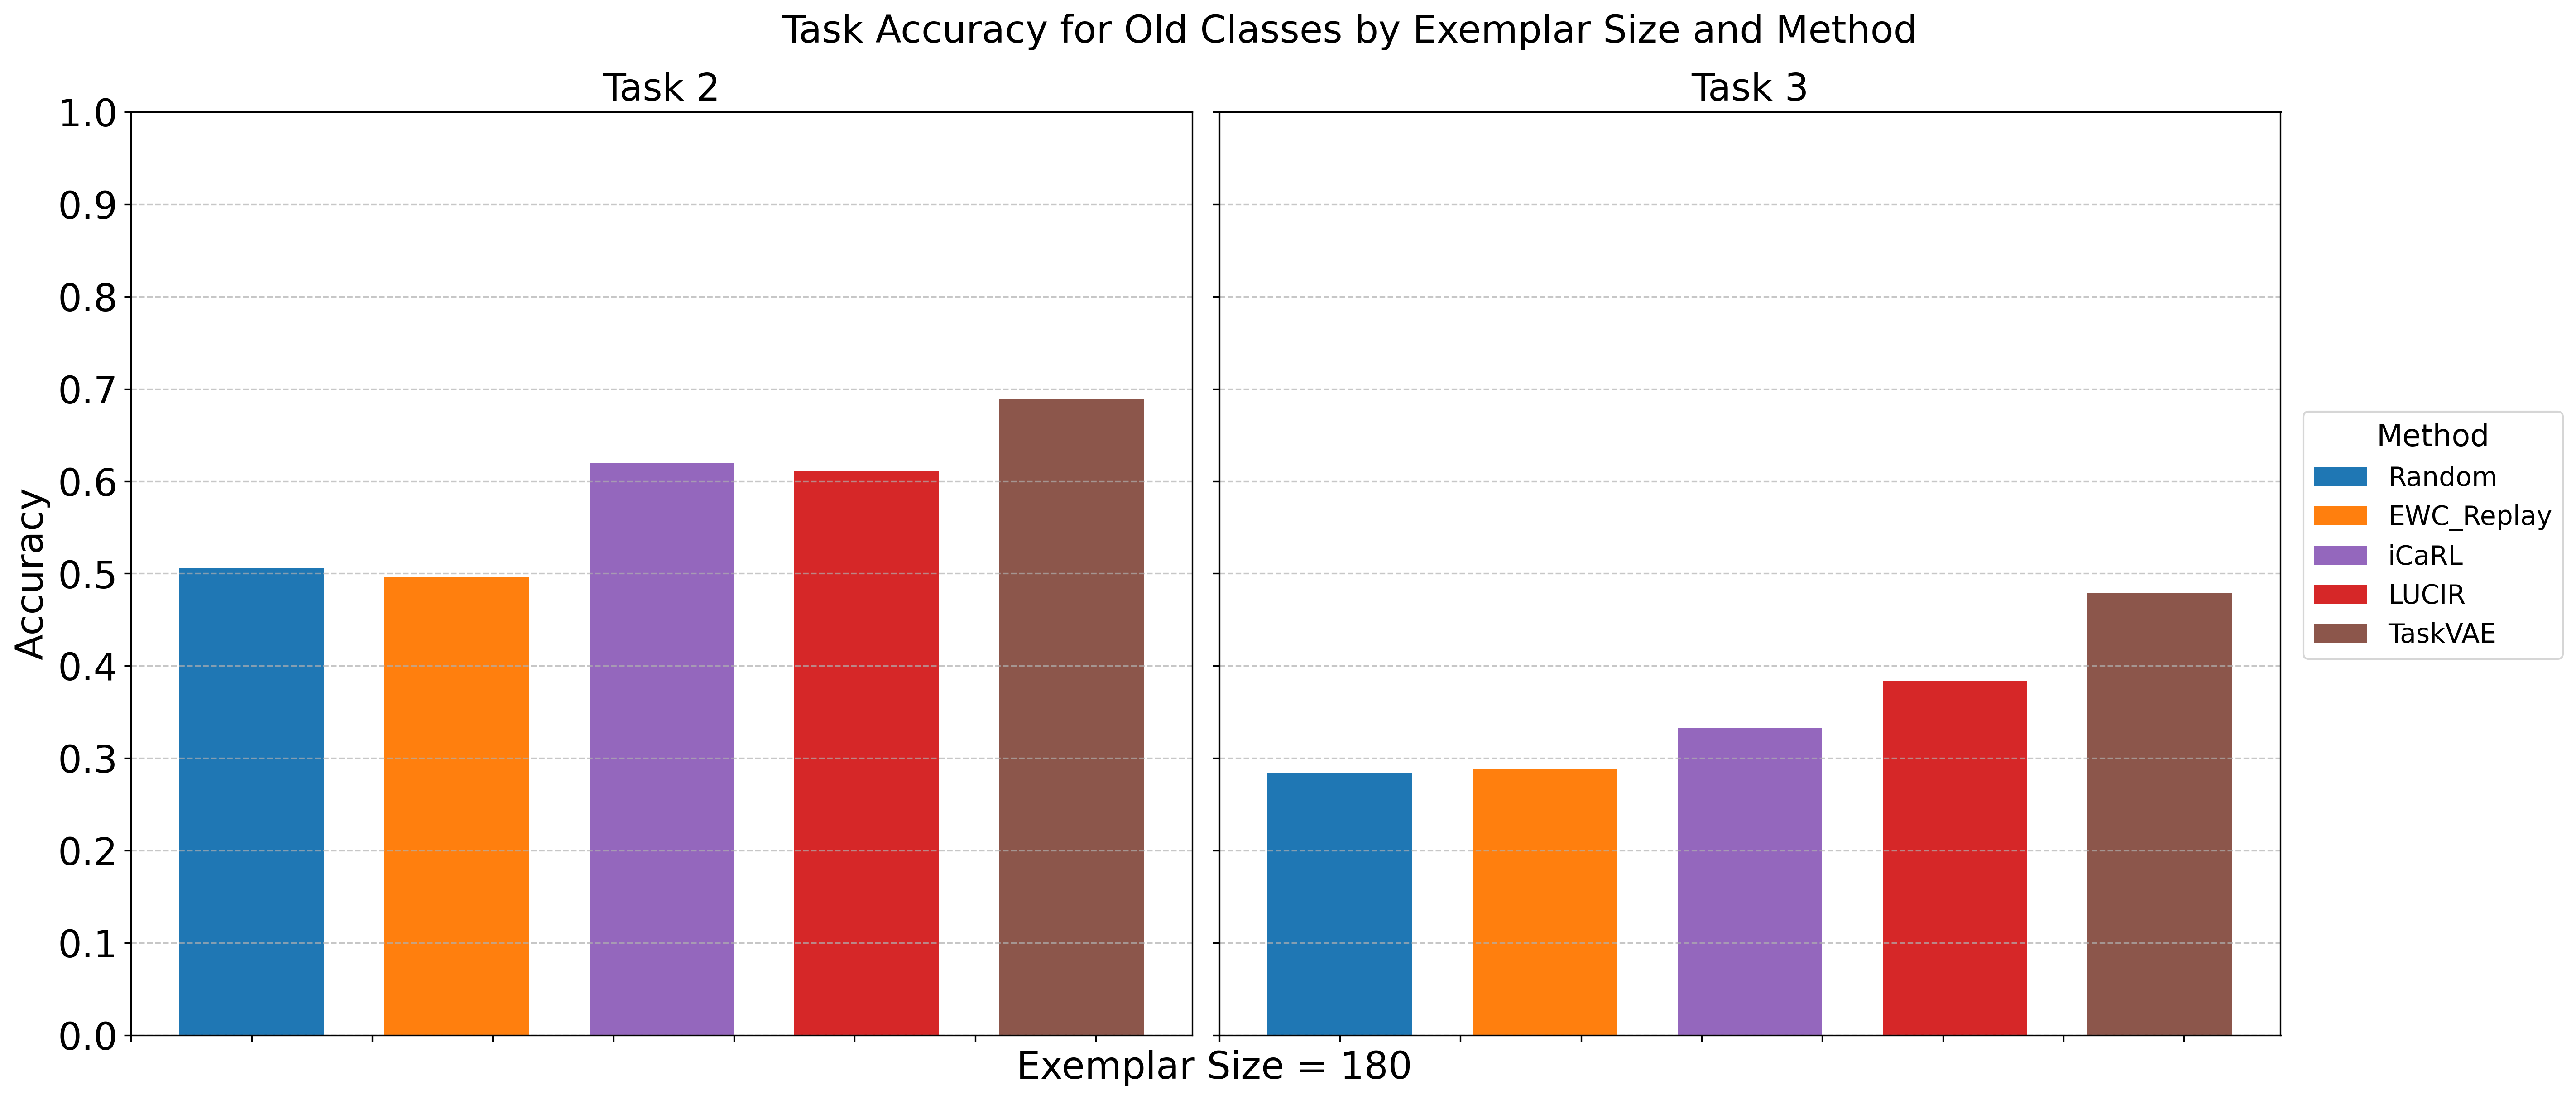 Task Accuracy for Old Classes by Exemplar Size and Method
Task 2
Task 3
1.0
0.9
0.8
0.7
0.6
0.5
0.4
0.3
0.2
0.1
0.0
Accuracy
Exemplar Size = 180
Method
Random
EWC_Replay
iCaRL
LUCIR
TaskVAE